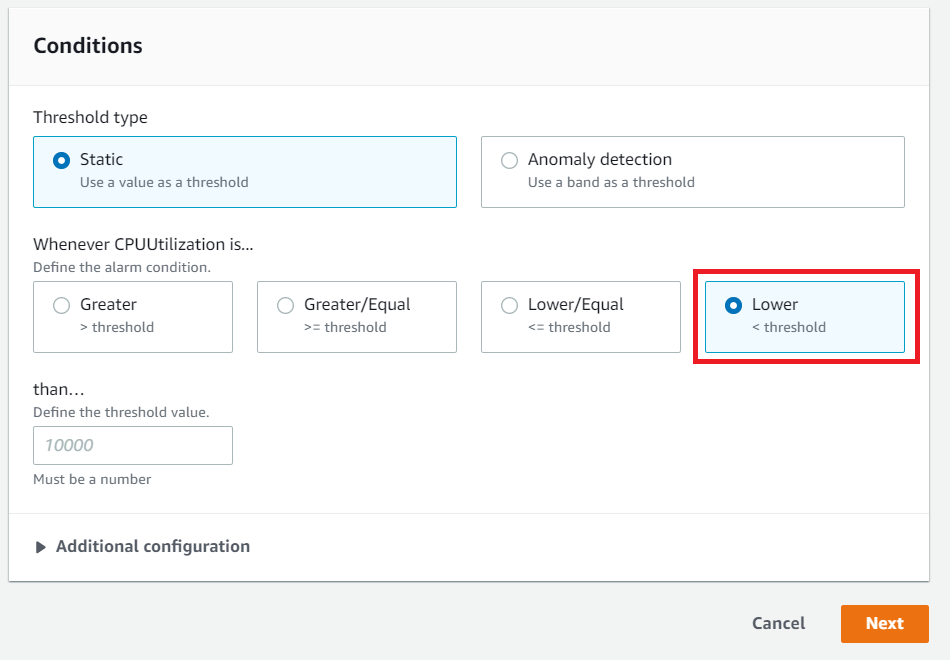 Conditions
Threshold type
Static
Use a value as a threshold
Anomaly detection
Use a band as a threshold
Whenever CPUUtilization is...
Define the alarm condition.
Greater
> threshold
Greater/Equal
>= threshold
Lower/Equal
<= threshold
Lower
< threshold
than…
Define the threshold value.
10000
Must be a number
Additional configuration
Cancel
Next